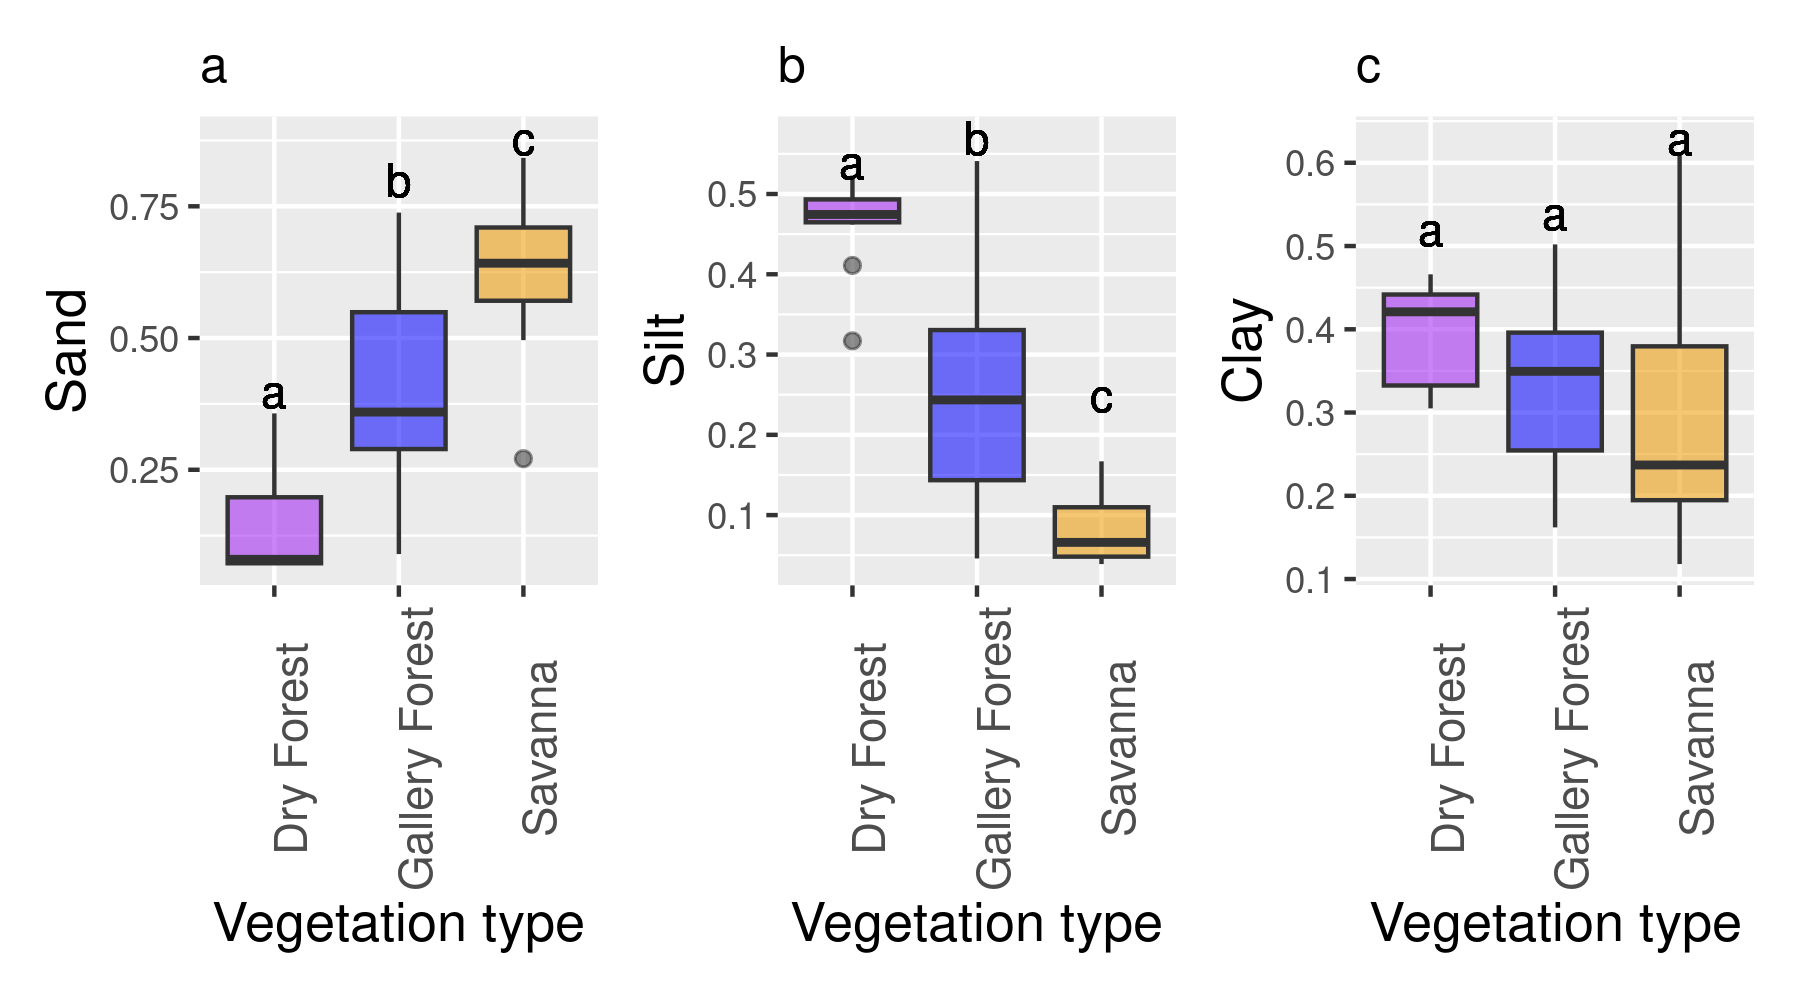 a
Sand
0.75
0.50
0.25
a
b
c
Dry Forest
Gallery Forest
Savanna
Vegetation type
b
Silt
0.5
0.4
0.3
0.2
0.1
a
b
c
Dry Forest
Gallery Forest
Savanna
Vegetation type
c
Clay
0.6
0.5
0.4
0.3
0.2
0.1
a
a
a
Dry Forest
Gallery Forest
Savanna
Vegetation type